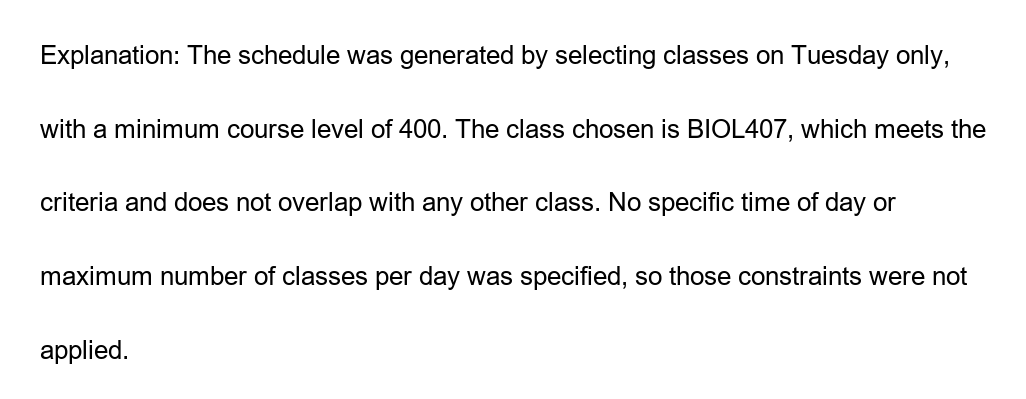 Explanation: The schedule was generated by selecting classes on Tuesday only,
with a minimum course level of 400. The class chosen is BIOL407, which meets the
criteria and does not overlap with any other class. No specific time of day or
maximum number of classes per day was specified, so those constraints were not
applied.